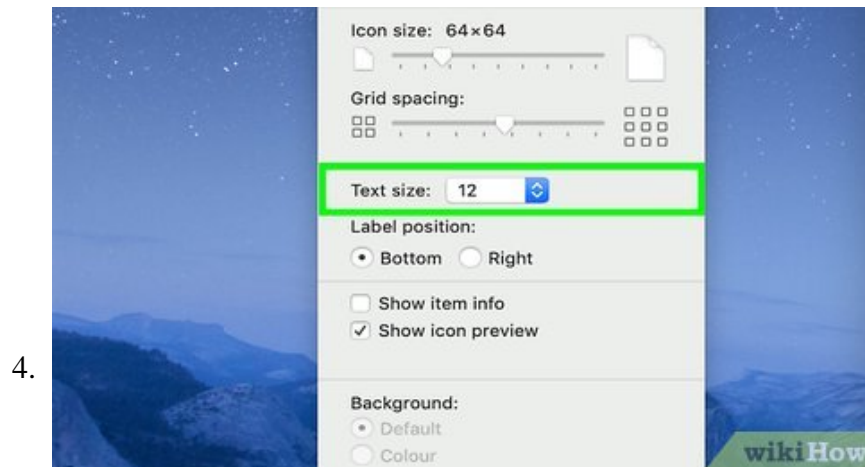 Icon size: 64×64
Grid spacing:
Text size: 12
Label position:
Bottom Right
Show item info
Show icon preview
4.
Background:
Default
Colour
wikiHow